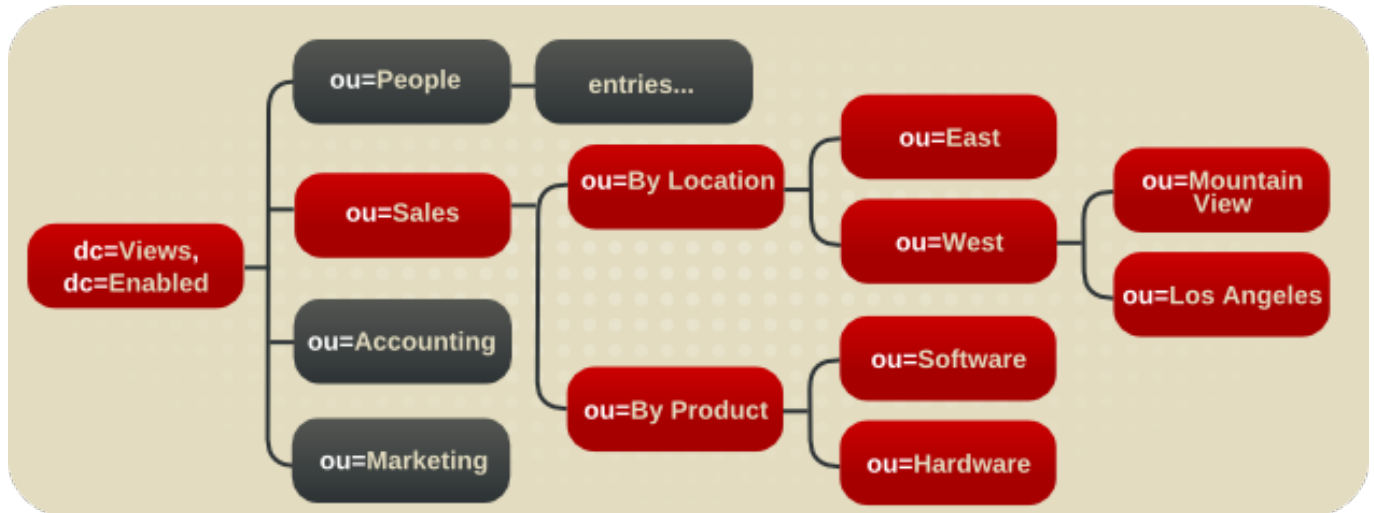 ou=People
entries...
ou=East
ou=By Location
ou=Mountain
View
ou=Sales
ou=West
dc=Views,
dc=Enabled
ou=Los Angeles
ou=Accounting
ou=Software
ou=By Product
ou=Marketing
ou=Hardware